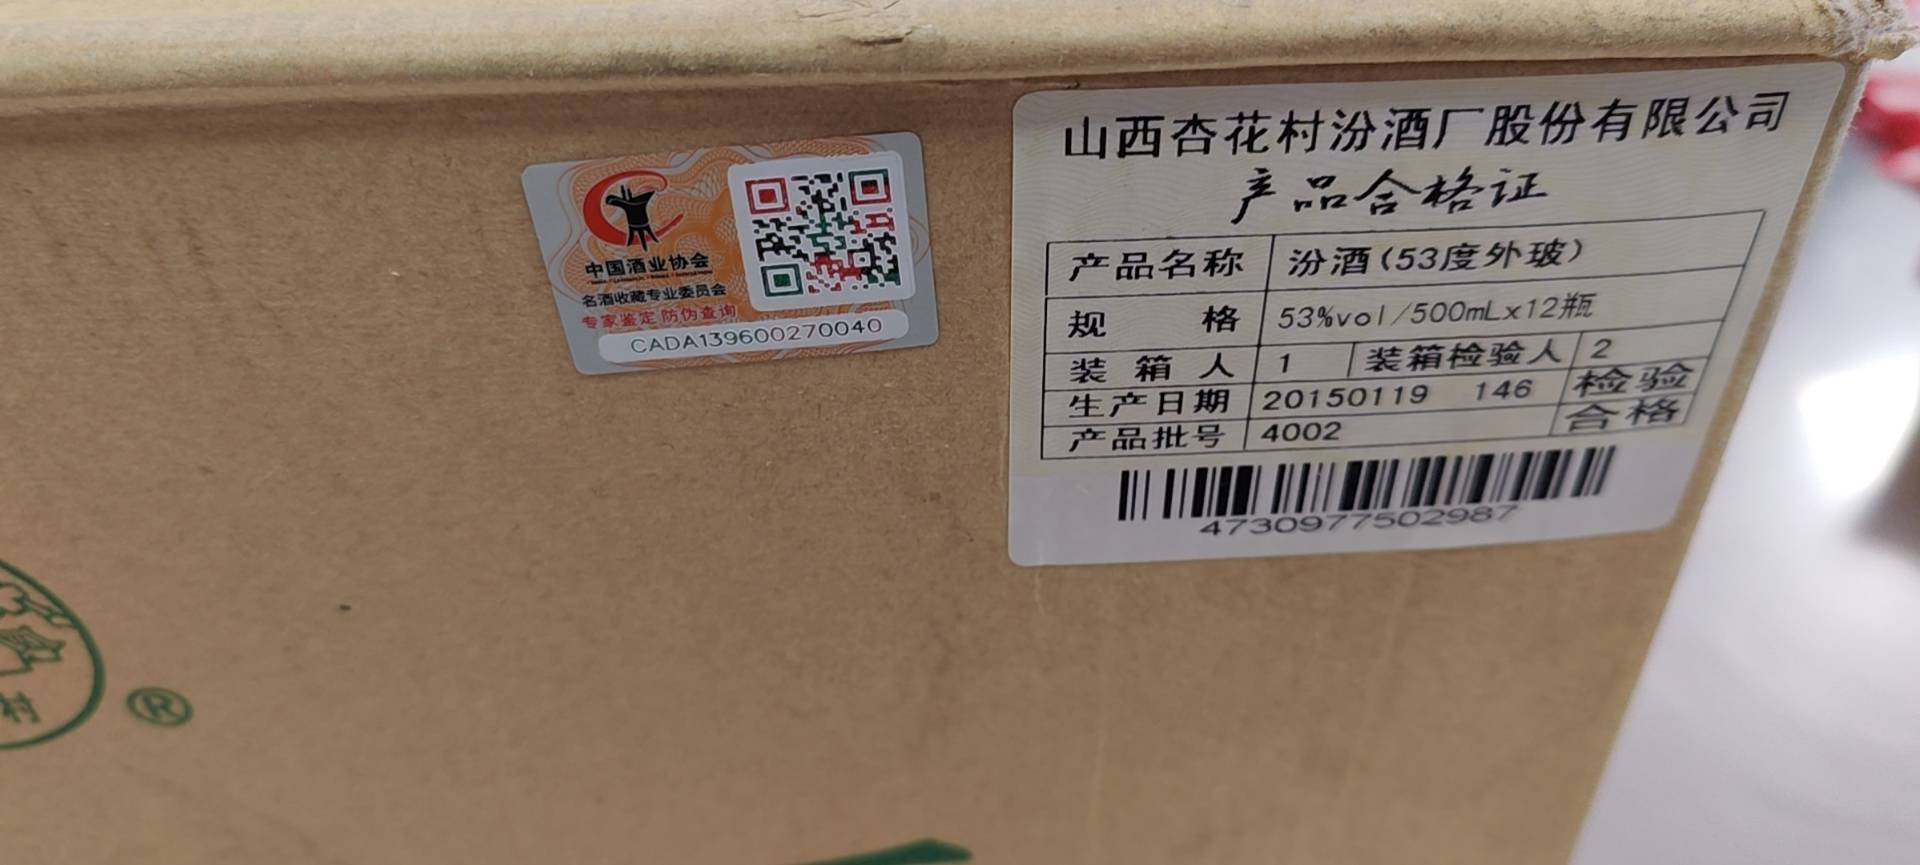 中国酒业协会
名酒收藏专业委员会
专家鉴定 防伪查询
CADA139600270040
山西杏花村汾酒厂股份有限公司
产品合格证
产品名称 汾酒(53度外玻)
规格 53%vol/500mLx12瓶
装箱人 1 装箱检验人 2
生产日期 20150119 146 检验
产品批号 4002 合格
4730977502987
村
®